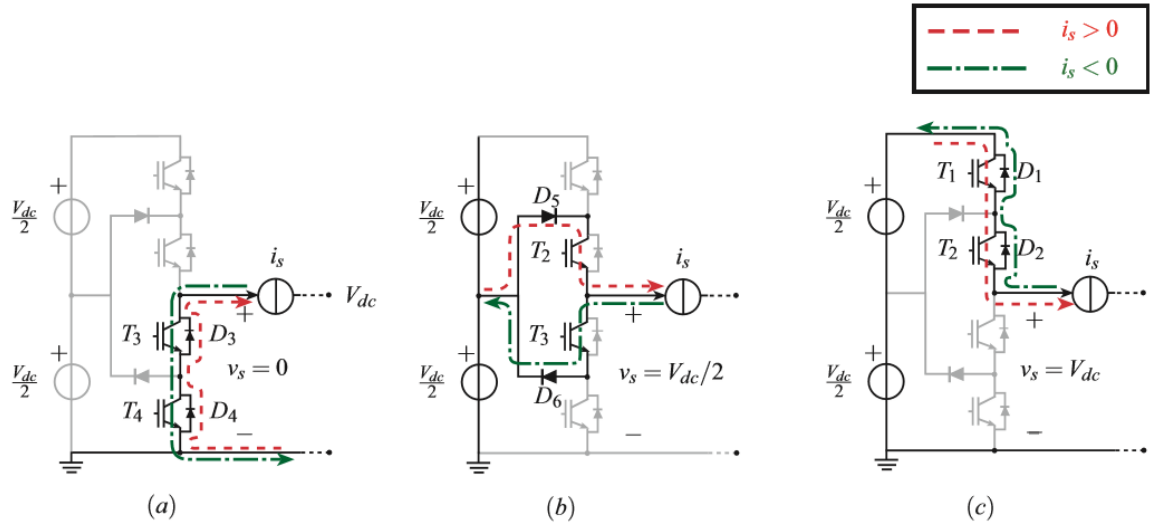 i_s > 0
i_s < 0
+
V_dc/2
D_5
T_2
i_s
V_dc
+
T_3
D_3
+
V_dc/2
v_s = 0
T_4
D_4
−
(a)
+
V_dc/2
i_s
+
T_3
+
V_dc/2
v_s = V_dc/2
D_6
−
(b)
T_1
D_1
+
V_dc/2
T_2
D_2
i_s
+
+
V_dc/2
v_s = V_dc
−
(c)